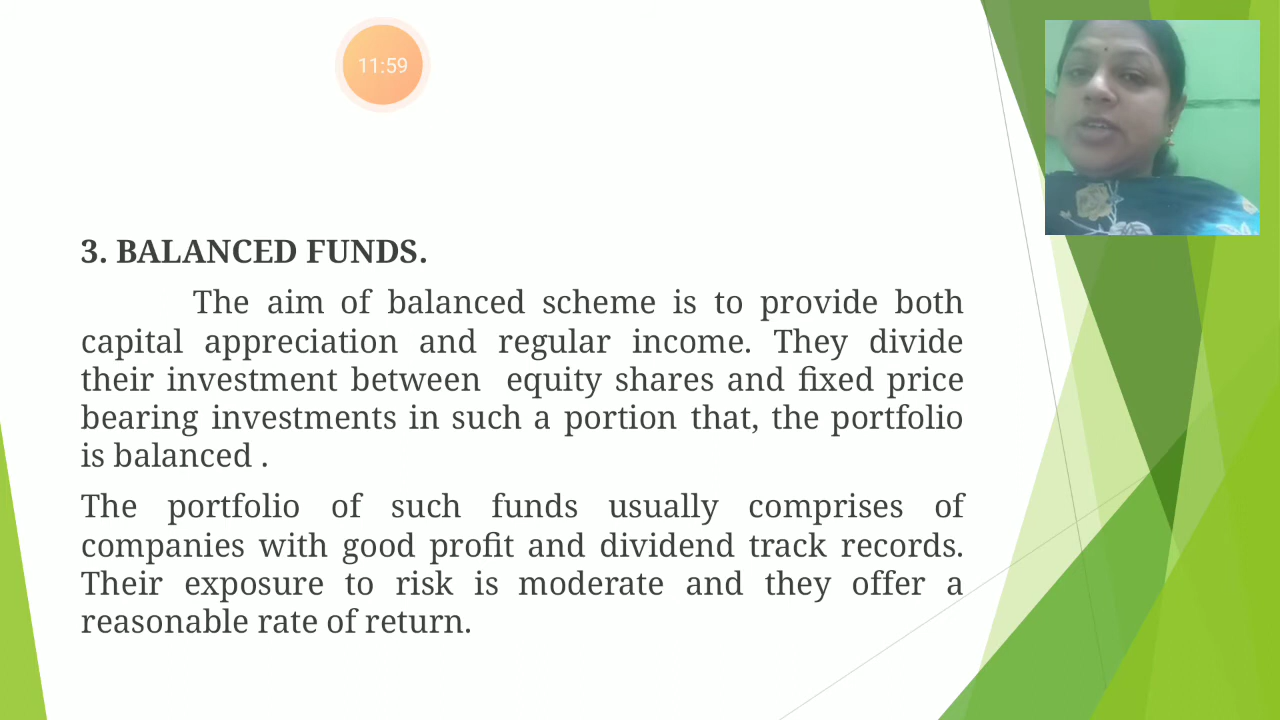 11:59
3. BALANCED FUNDS.
The aim of balanced scheme is to provide both
capital appreciation and regular income. They divide
their investment between equity shares and fixed price
bearing investments in such a portion that, the portfolio
is balanced .
The portfolio of such funds usually comprises of
companies with good profit and dividend track records.
Their exposure to risk is moderate and they offer a
reasonable rate of return.